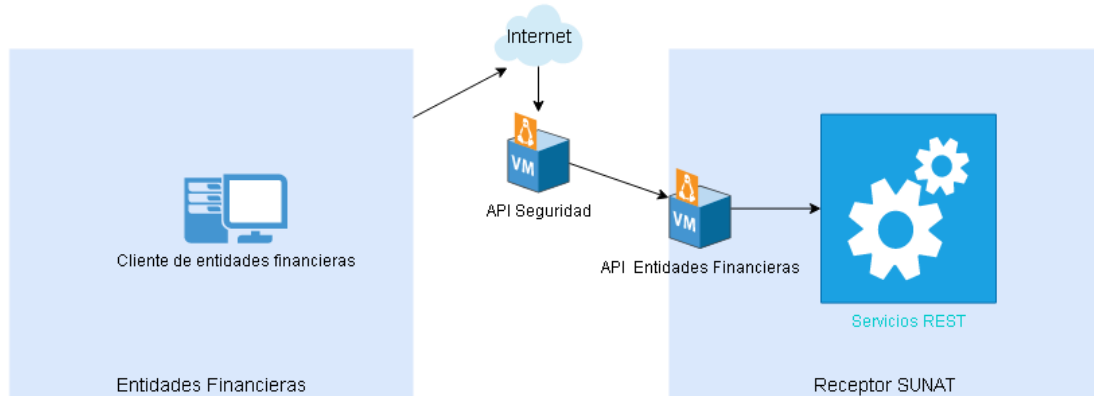 Internet
VM
API Seguridad
VM
API Entidades Financieras
Cliente de entidades financieras
Servicios REST
Entidades Financieras
Receptor SUNAT